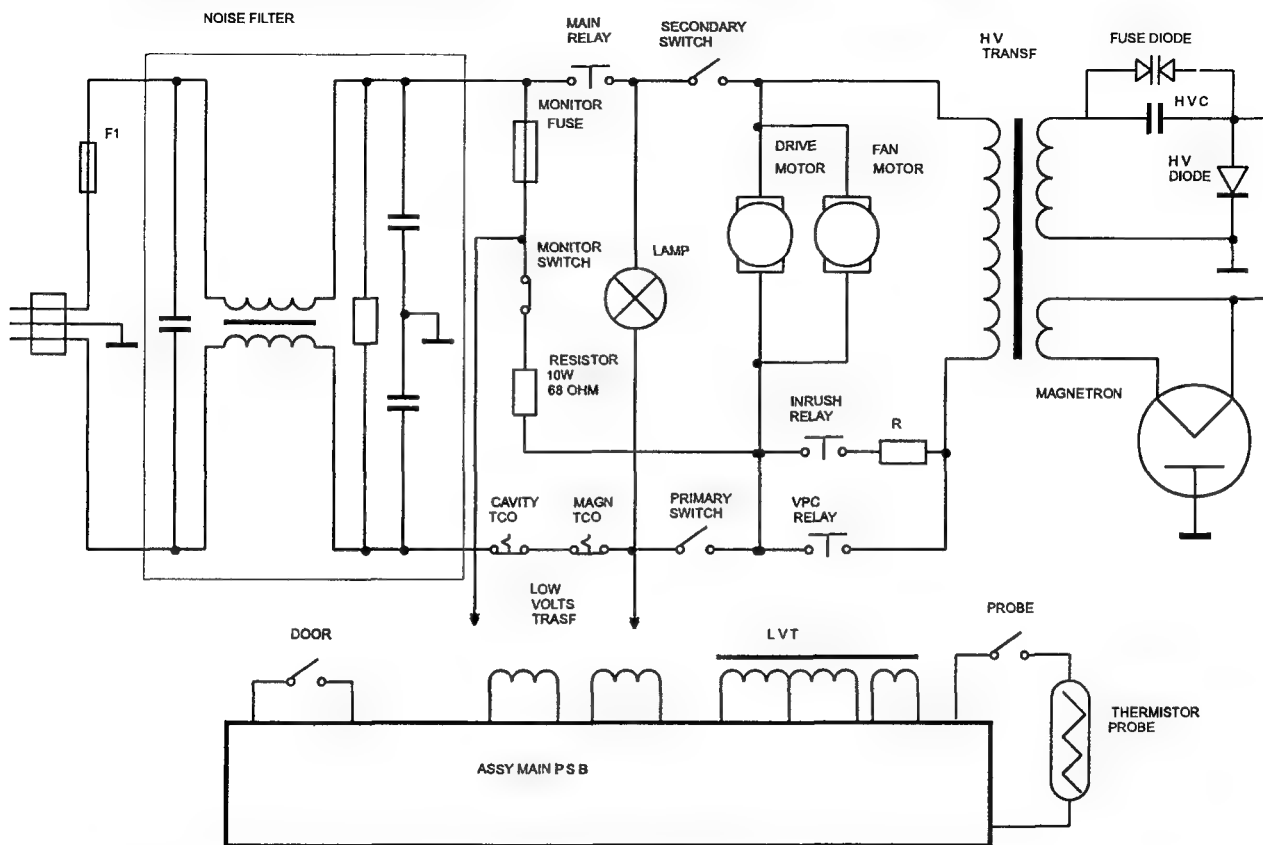 NOISE FILTER
MAIN
RELAY
SECONDARY
SWITCH
H V
TRANSF
FUSE DIODE
H V C
F1
MONITOR
FUSE
DRIVE
MOTOR
FAN
MOTOR
H V
DIODE
MONITOR
SWITCH
LAMP
RESISTOR
10W
68 OHM
INRUSH
RELAY
R
MAGNETRON
CAVITY
TCO
MAGN
TCO
PRIMARY
SWITCH
VPC
RELAY
LOW
VOLTS
TRASF
DOOR
L V T
PROBE
THERMISTOR
PROBE
ASSY MAIN P S B